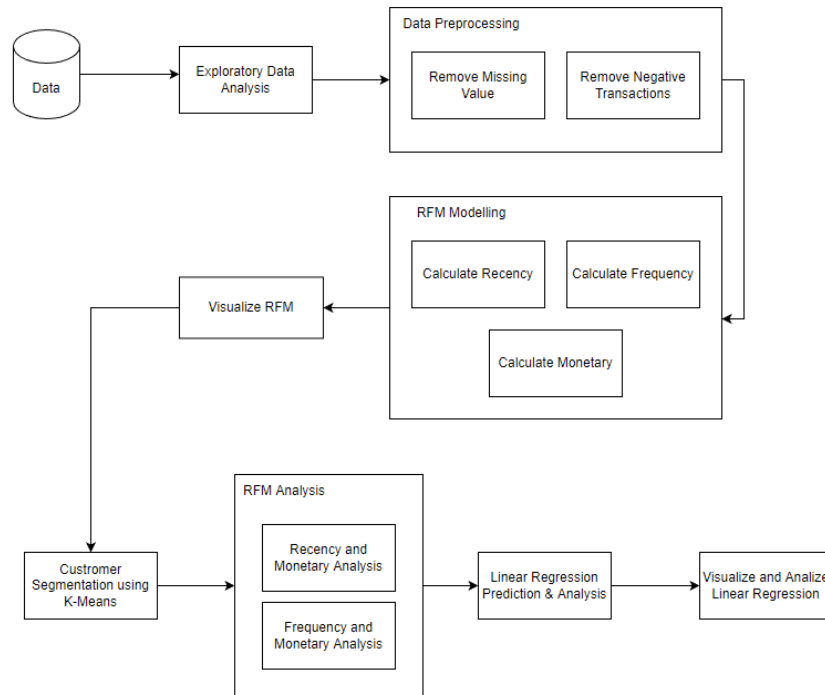 Data
Exploratory Data
Analysis
Data Preprocessing
Remove Missing
Value
Remove Negative
Transactions
RFM Modelling
Calculate Recency
Calculate Frequency
Calculate Monetary
Visualize RFM
Custromer
Segmentation using
K-Means
RFM Analysis
Recency and
Monetary Analysis
Frequency and
Monetary Analysis
Linear Regression
Prediction & Analysis
Visualize and Analize
Linear Regression